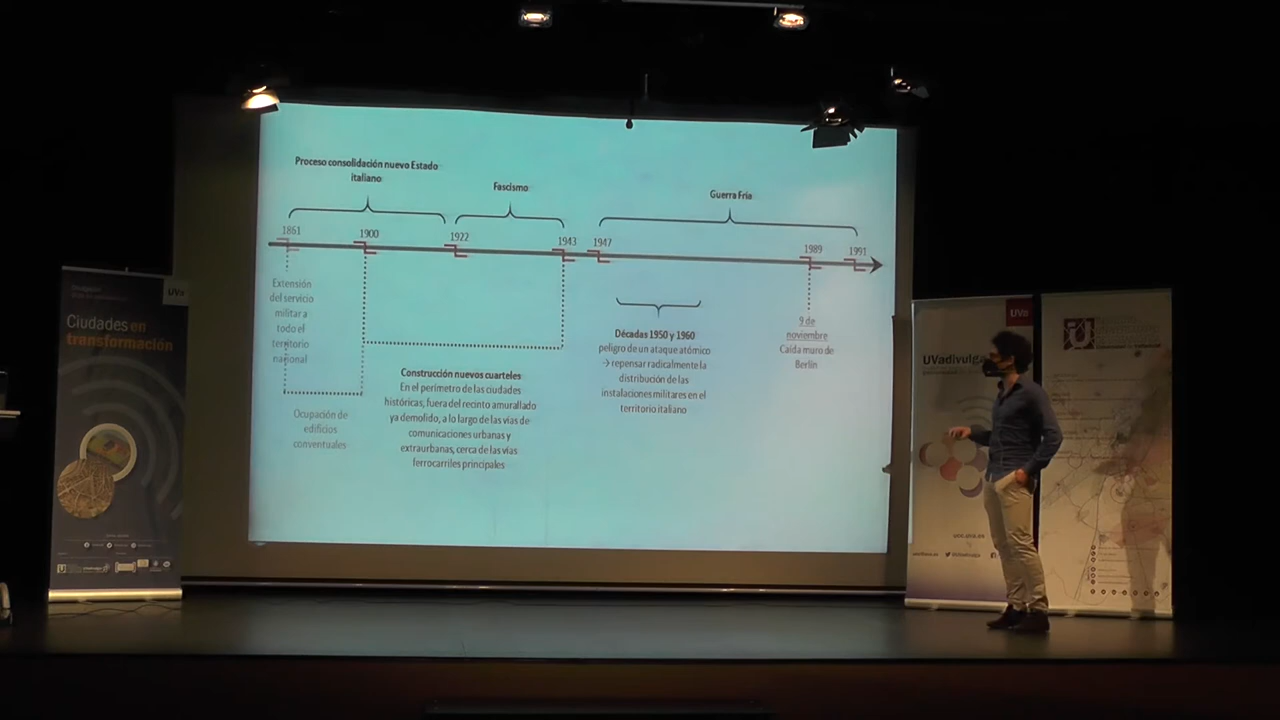 Proceso consolidación nuevo Estado
italiano
Fascismo
Guerra Fría
1861
1900
1922
1943
1947
1989
1991
Extensión
del servicio
militar a
todo el
territorio
nacional
Ocupación de
edificios
conventuales
Construcción nuevos cuarteles
En el perímetro de las ciudades
históricas, fuera del recinto amurallado
ya demolido, a lo largo de las vías de
comunicaciones urbanas y
extraurbanas, cerca de las vías
ferrocarriles principales
Décadas 1950 y 1960
peligro de un ataque atómico
→ repensar radicalmente la
distribución de las
instalaciones militares en el
territorio italiano
9 de
noviembre
Caída muro de
Berlín
UVa
Ciudades en
transformación
UVa
UVadivulga